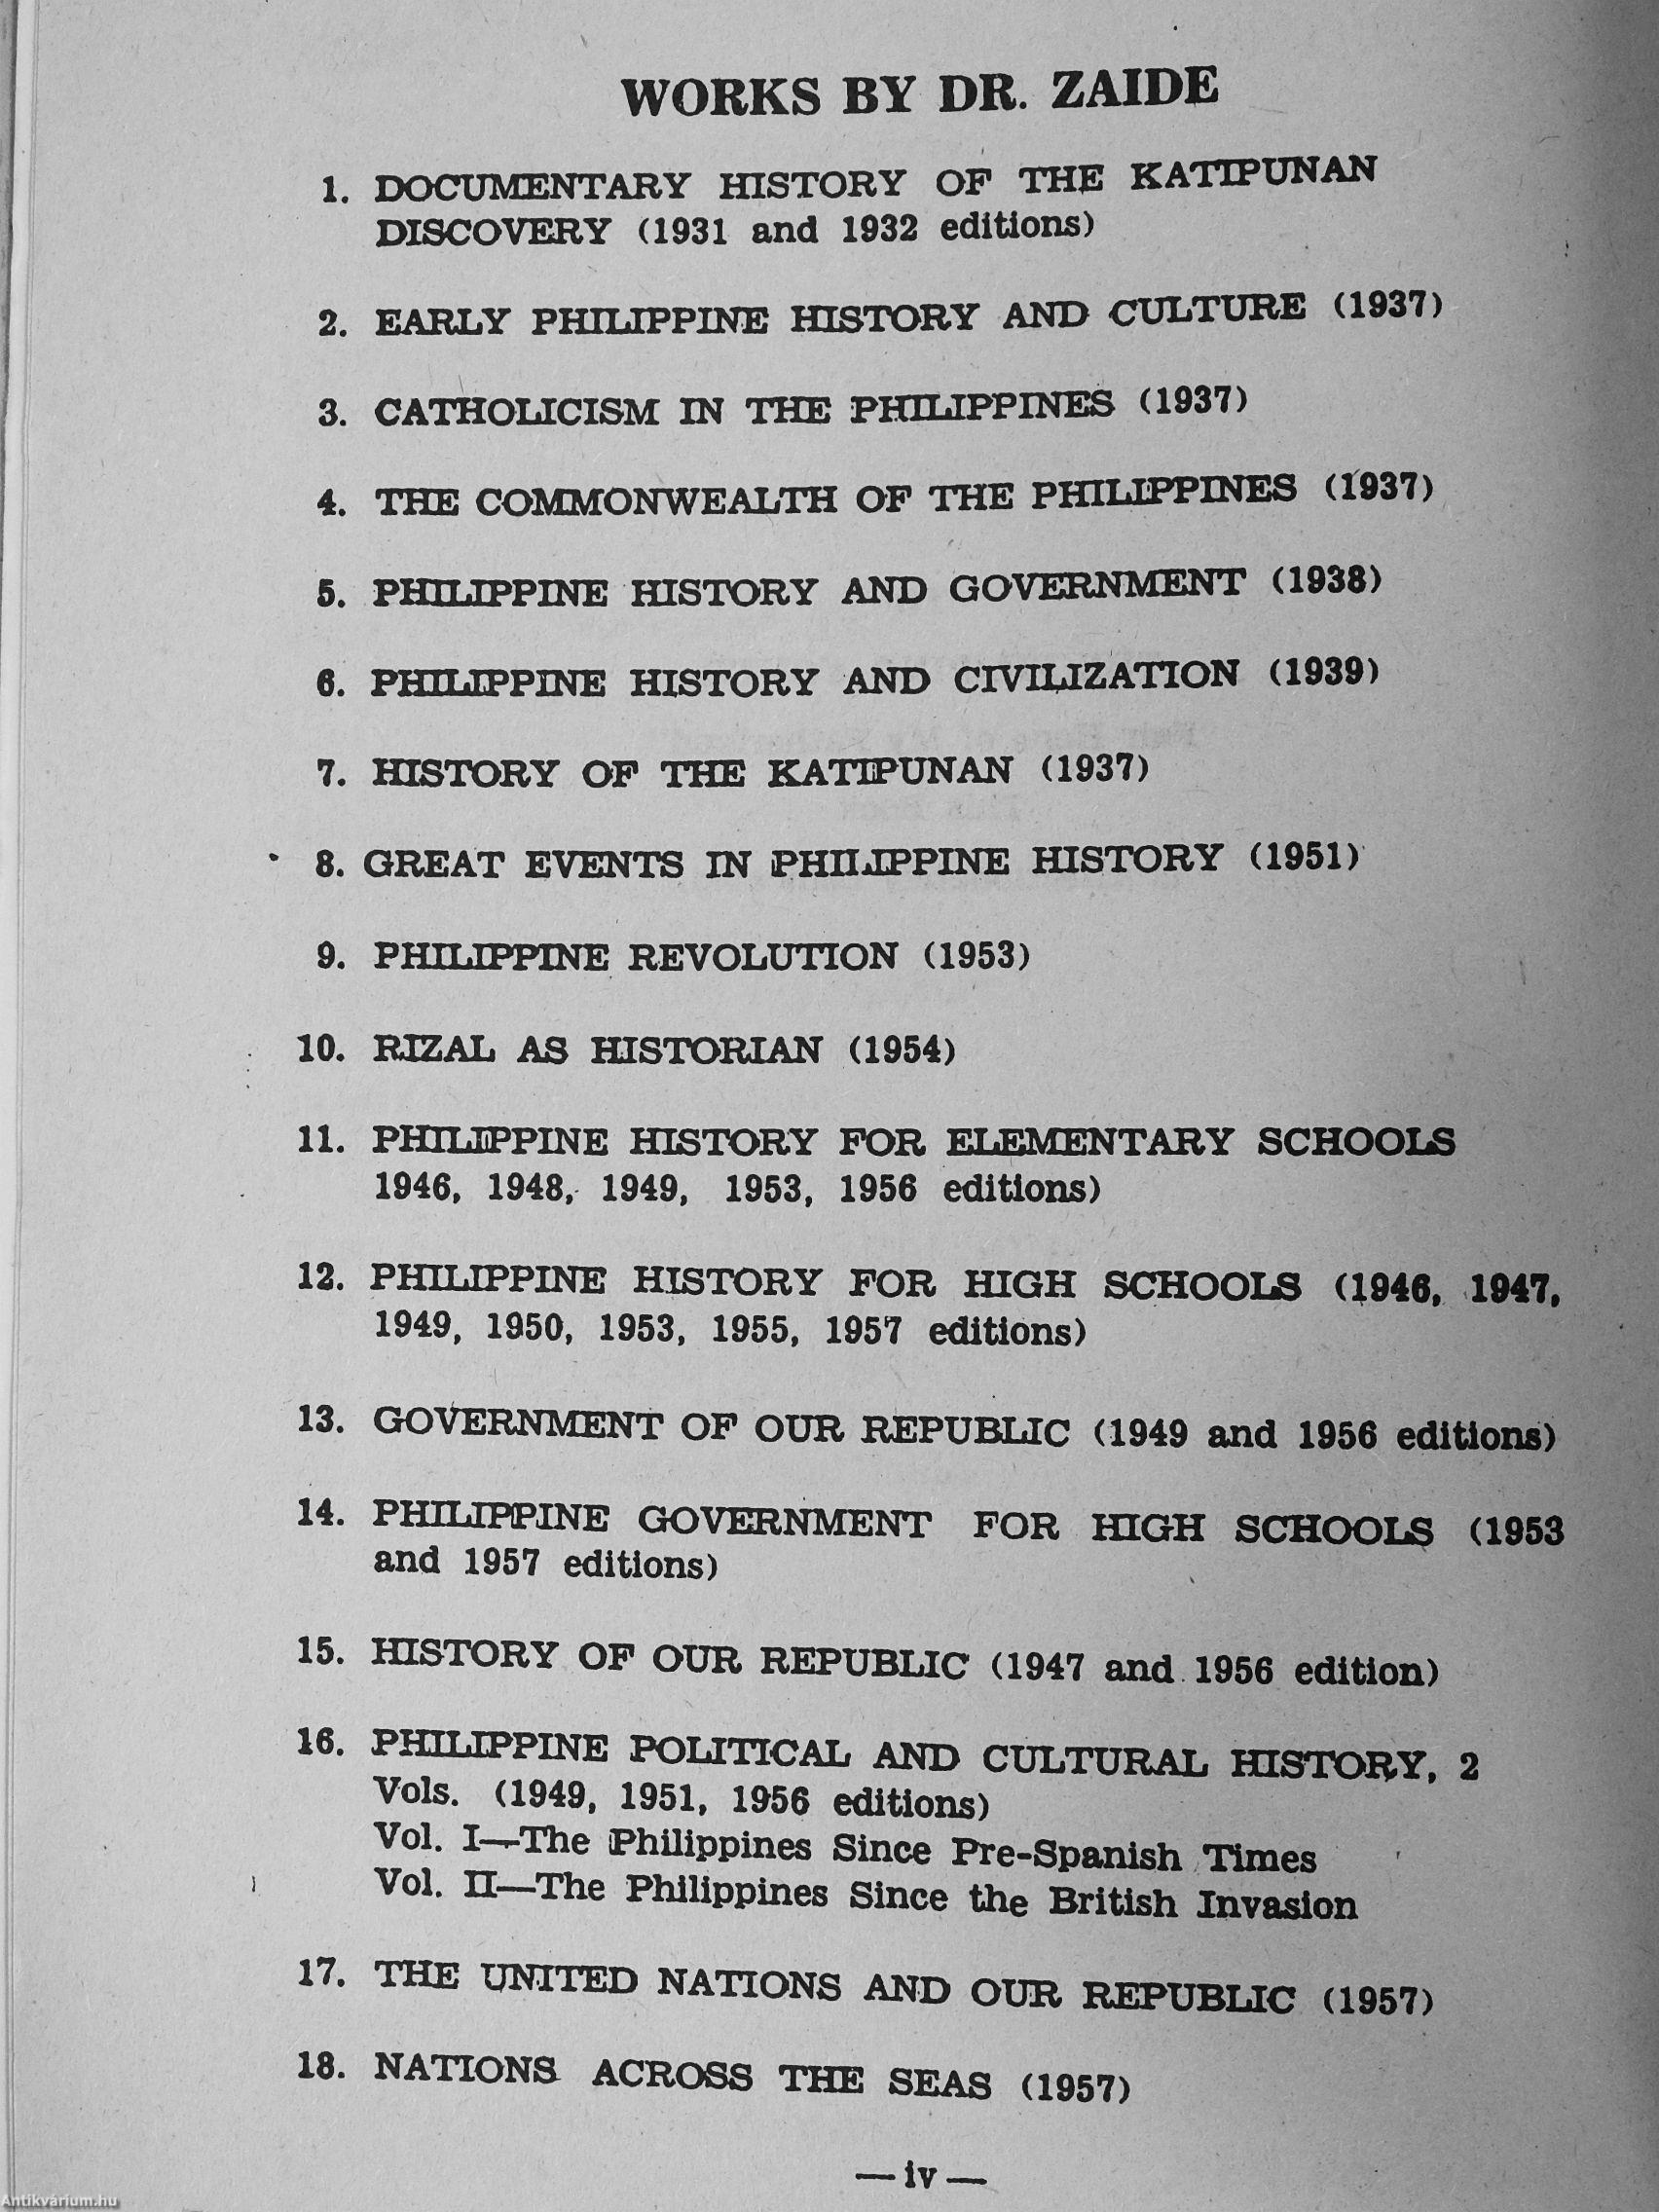 WORKS BY DR. ZAIDE
1. DOCUMENTARY HISTORY OF THE KATIPUNAN
DISCOVERY (1931 and 1932 editions)
2. EARLY PHILIPPINE HISTORY AND CULTURE (1937)
3. CATHOLICISM IN THE PHILIPPINES (1937)
4. THE COMMONWEALTH OF THE PHILIPPINES (1937)
5. PHILIPPINE HISTORY AND GOVERNMENT (1938)
6. PHILIPPINE HISTORY AND CIVILIZATION (1939)
7. HISTORY OF THE KATIPUNAN (1937)
8. GREAT EVENTS IN PHILIPPINE HISTORY (1951)
9. PHILIPPINE REVOLUTION (1953)
10. RIZAL AS HISTORIAN (1954)
11. PHILIPPINE HISTORY FOR ELEMENTARY SCHOOLS
1946, 1948, 1949, 1953, 1956 editions)
12. PHILIPPINE HISTORY FOR HIGH SCHOOLS (1946, 1947,
1949, 1950, 1953, 1955, 1957 editions)
13. GOVERNMENT OF OUR REPUBLIC (1949 and 1956 editions)
14. PHILIPPINE GOVERNMENT FOR HIGH SCHOOLS (1953
and 1957 editions)
15. HISTORY OF OUR REPUBLIC (1947 and 1956 edition)
16. PHILIPPINE POLITICAL AND CULTURAL HISTORY, 2
Vols. (1949, 1951, 1956 editions)
Vol. I—The Philippines Since Pre-Spanish Times
Vol. II—The Philippines Since the British Invasion
17. THE UNITED NATIONS AND OUR REPUBLIC (1957)
18. NATIONS ACROSS THE SEAS (1957)
— iv —
Antikvárium.hu